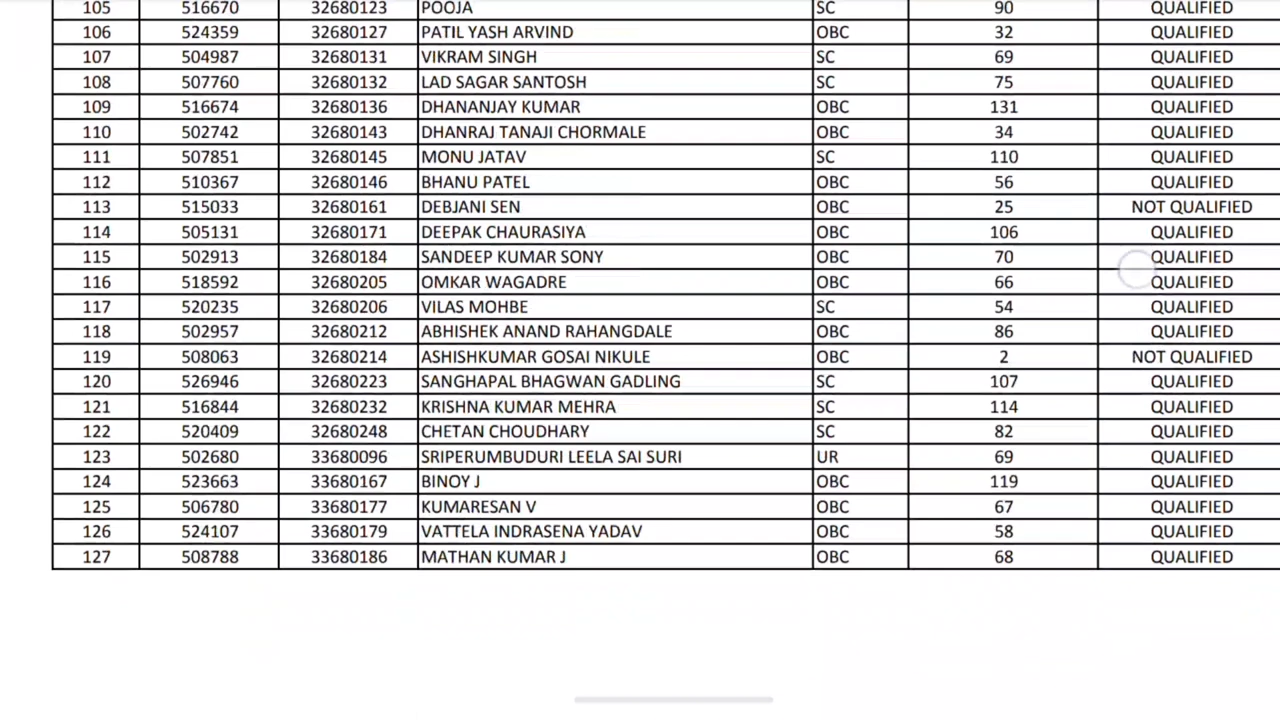 105 516670 32680123 POOJA SC 90 QUALIFIED
106 524359 32680127 PATIL YASH ARVIND OBC 32 QUALIFIED
107 504987 32680131 VIKRAM SINGH SC 69 QUALIFIED
108 507760 32680132 LAD SAGAR SANTOSH SC 75 QUALIFIED
109 516674 32680136 DHANANJAY KUMAR OBC 131 QUALIFIED
110 502742 32680143 DHANRAJ TANAJI CHORMALE OBC 34 QUALIFIED
111 507851 32680145 MONU JATAV SC 110 QUALIFIED
112 510367 32680146 BHANU PATEL OBC 56 QUALIFIED
113 515033 32680161 DEBJANI SEN OBC 25 NOT QUALIFIED
114 505131 32680171 DEEPAK CHAURASIYA OBC 106 QUALIFIED
115 502913 32680184 SANDEEP KUMAR SONY OBC 70 QUALIFIED
116 518592 32680205 OMKAR WAGADRE OBC 66 QUALIFIED
117 520235 32680206 VILAS MOHBE SC 54 QUALIFIED
118 502957 32680212 ABHISHEK ANAND RAHANGDALE OBC 86 QUALIFIED
119 508063 32680214 ASHISHKUMAR GOSAI NIKULE OBC 2 NOT QUALIFIED
120 526946 32680223 SANGHAPAL BHAGWAN GADLING SC 107 QUALIFIED
121 516844 32680232 KRISHNA KUMAR MEHRA SC 114 QUALIFIED
122 520409 32680248 CHETAN CHOUDHARY SC 82 QUALIFIED
123 502680 33680096 SRIPERUMBUDURI LEELA SAI SURI UR 69 QUALIFIED
124 523663 33680167 BINOY J OBC 119 QUALIFIED
125 506780 33680177 KUMARESAN V OBC 67 QUALIFIED
126 524107 33680179 VATTELA INDRASENA YADAV OBC 58 QUALIFIED
127 508788 33680186 MATHAN KUMAR J OBC 68 QUALIFIED